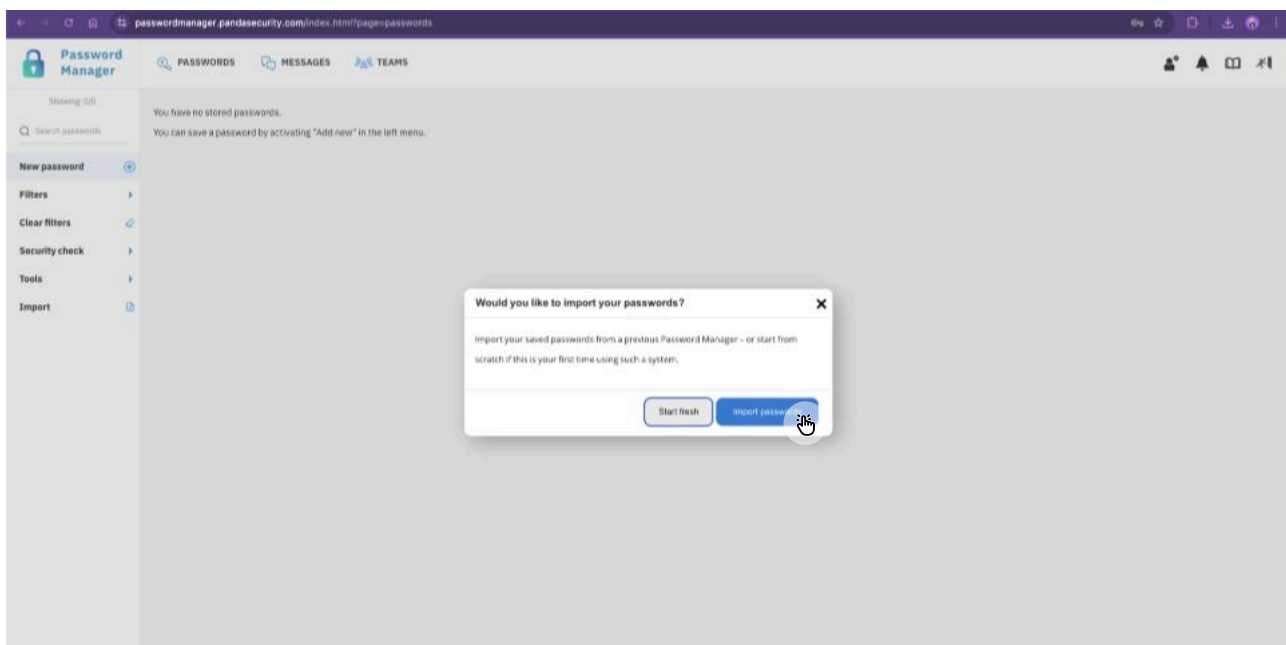 passwordmanager.pandasecurity.com/index.html?page=passwords
Password
Manager
PASSWORDS
MESSAGES
TEAMS
Showing: 0/0
Search passwords
You have no stored passwords.
You can save a password by activating "Add new" in the left menu.
New password
Filters
Clear filters
Security check
Tools
Import
Would you like to import your passwords?
Import your saved passwords from a previous Password Manager – or start from
scratch if this is your first time using such a system.
Start fresh
Import passwords